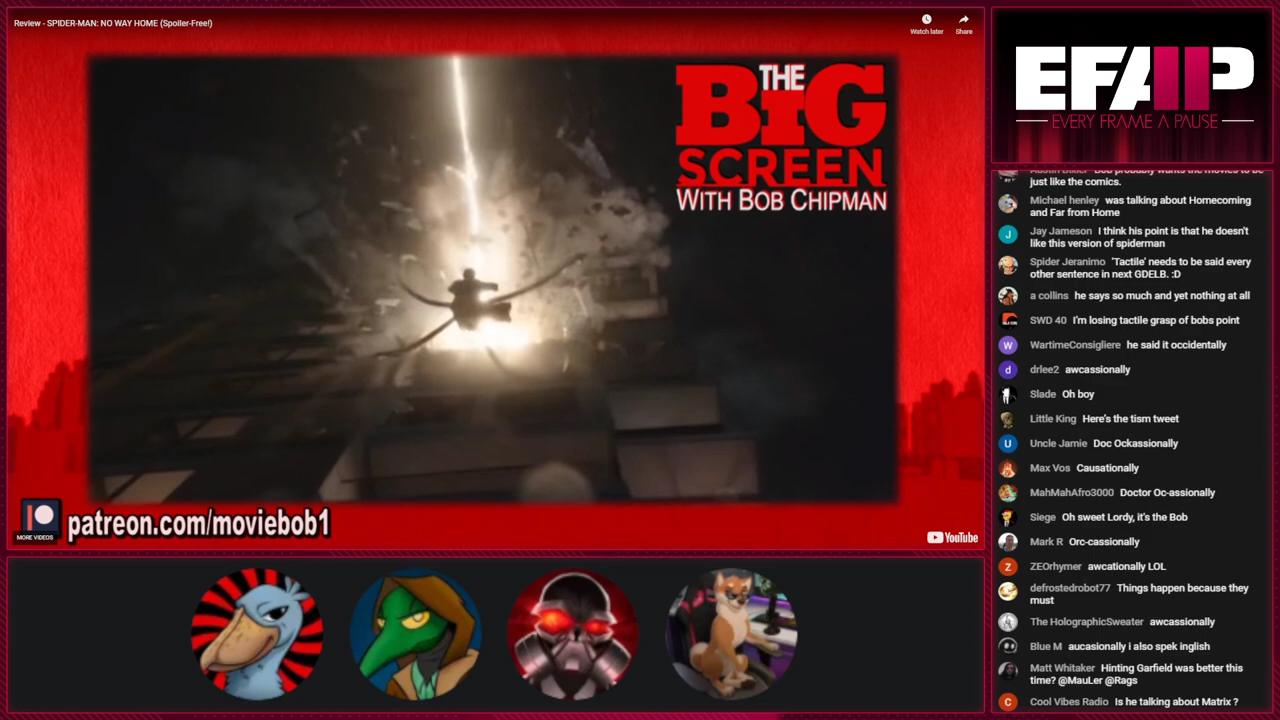 Review - SPIDER-MAN: NO WAY HOME (Spoiler-Free!)
Watch later
Share
THE
BiG
SCREEN
WITH BOB CHIPMAN
MORE VIDEOS
patreon.com/moviebob1
YouTube
EFAP
EVERY FRAME A PAUSE
just like the comics.
Michael henley was talking about Homecoming
and Far from Home
Jay Jameson I think his point is that he doesn't
like this version of spiderman
Spider Jeranimo 'Tactile' needs to be said every
other sentence in next GDELB. :D
a collins he says so much and yet nothing at all
SWD 40 I'm losing tactile grasp of bobs point
WartimeConsigliere he said it occidentally
drlee2 awcassionally
Slade Oh boy
Little King Here's the tism tweet
Uncle Jamie Doc Ockassionally
Max Vos Causationally
MahMahAfro3000 Doctor Oc-assionally
Siege Oh sweet Lordy, it's the Bob
Mark R Orc-cassionally
ZEOrhymer awcationally LOL
defrostedrobot77 Things happen because they
must
The HolographicSweater awcassionally
Blue M aucasionally i also spek inglish
Matt Whitaker Hinting Garfield was better this
time? @MauLer @Rags
Cool Vibes Radio Is he talking about Matrix ?